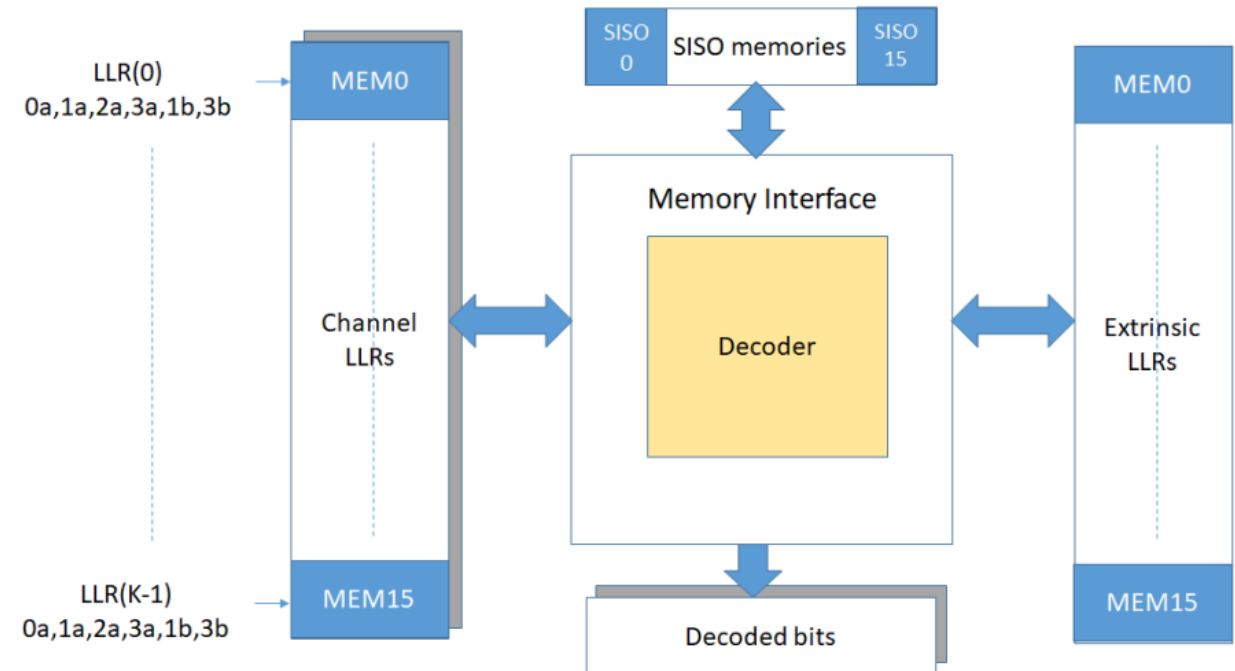 LLR(0)
0a,1a,2a,3a,1b,3b
MEM0
Channel
LLRs
LLR(K-1)
0a,1a,2a,3a,1b,3b
MEM15
SISO
0
SISO memories
SISO
15
Memory Interface
Decoder
Decoded bits
MEM0
Extrinsic
LLRs
MEM15